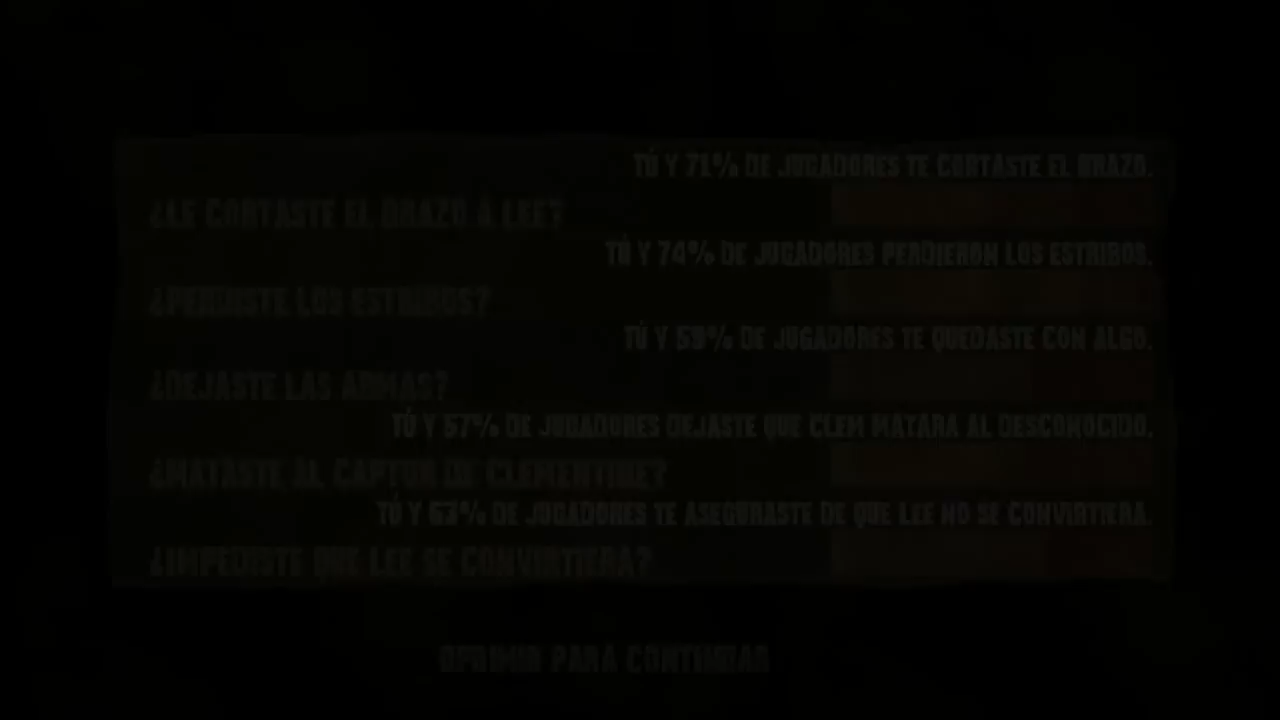 TÚ Y 71% DE JUGADORES TE CORTASTE EL BRAZO.
¿LE CORTASTE EL BRAZO A LEE?
TÚ Y 74% DE JUGADORES PERDIERON LOS ESTRIBOS.
¿PERDISTE LOS ESTRIBOS?
TÚ Y 59% DE JUGADORES TE QUEDASTE CON ALGO.
¿DEJASTE LAS ARMAS?
TÚ Y 57% DE JUGADORES DEJASTE QUE CLEM MATARA AL DESCONOCIDO.
¿MATASTE AL CAPTOR DE CLEMENTINE?
TÚ Y 63% DE JUGADORES TE ASEGURASTE DE QUE LEE NO SE CONVIRTIERA.
¿IMPEDISTE QUE LEE SE CONVIRTIERA?
OPRIMIR PARA CONTINUAR